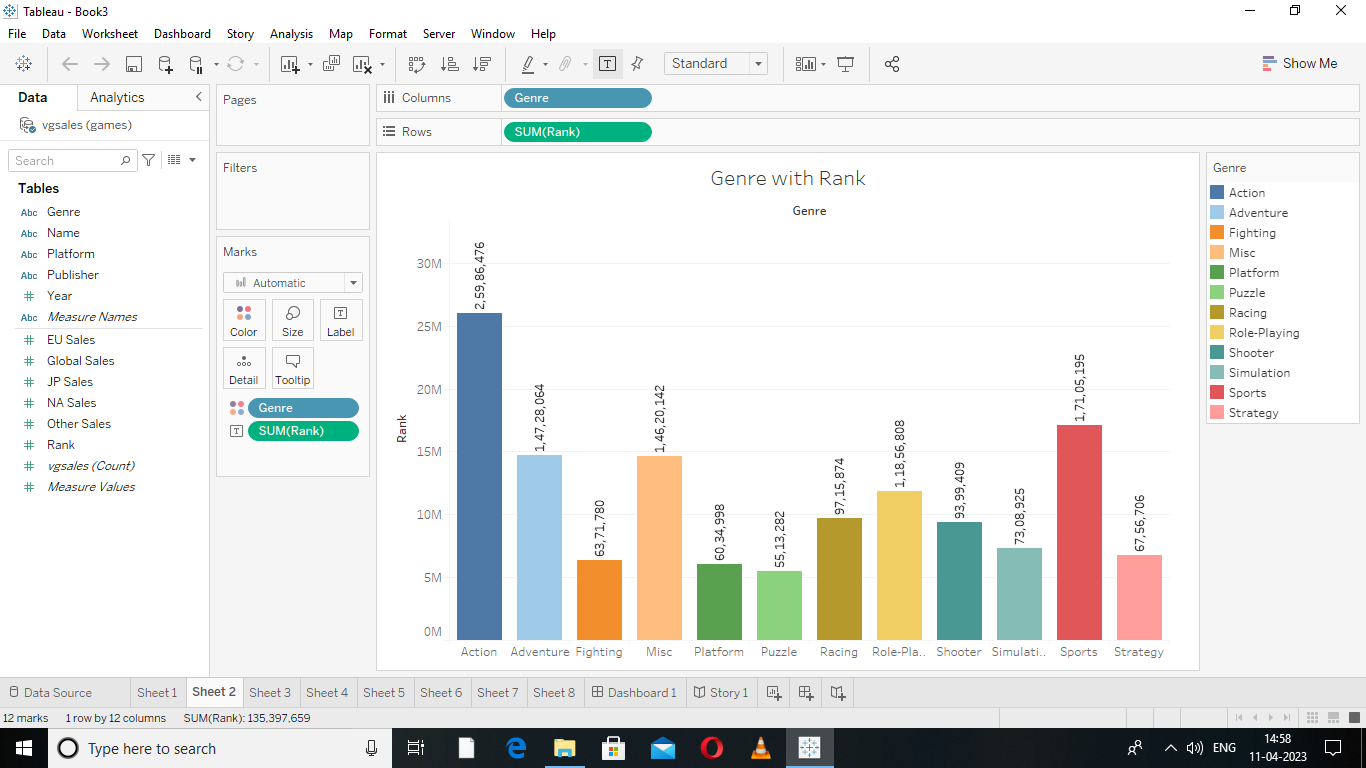 Tableau - Book3
File Data Worksheet Dashboard Story Analysis Map Format Server Window Help
Standard
Show Me
Data Analytics
vgsales (games)
Search
Tables
Abc Genre
Abc Name
Abc Platform
Abc Publisher
# Year
Abc Measure Names
# EU Sales
# Global Sales
# JP Sales
# NA Sales
# Other Sales
# Rank
# vgsales (Count)
# Measure Values
Pages
Filters
Marks
Automatic
Color Size Label
Detail Tooltip
Genre
SUM(Rank)
Columns Genre
Rows SUM(Rank)
Genre with Rank
Genre
Rank
30M
25M
20M
15M
10M
5M
0M
2,59,86,476
1,47,28,064
63,71,780
1,46,20,142
60,34,998
55,13,282
97,15,874
1,18,56,808
93,99,409
73,08,925
1,71,05,195
67,56,706
Action Adventure Fighting Misc Platform Puzzle Racing Role-Pla.. Shooter Simulati.. Sports Strategy
Genre
Action
Adventure
Fighting
Misc
Platform
Puzzle
Racing
Role-Playing
Shooter
Simulation
Sports
Strategy
Data Source Sheet 1 Sheet 2 Sheet 3 Sheet 4 Sheet 5 Sheet 6 Sheet 7 Sheet 8 Dashboard 1 Story 1
12 marks 1 row by 12 columns SUM(Rank): 135,397,659
Type here to search
ENG
14:58
11-04-2023